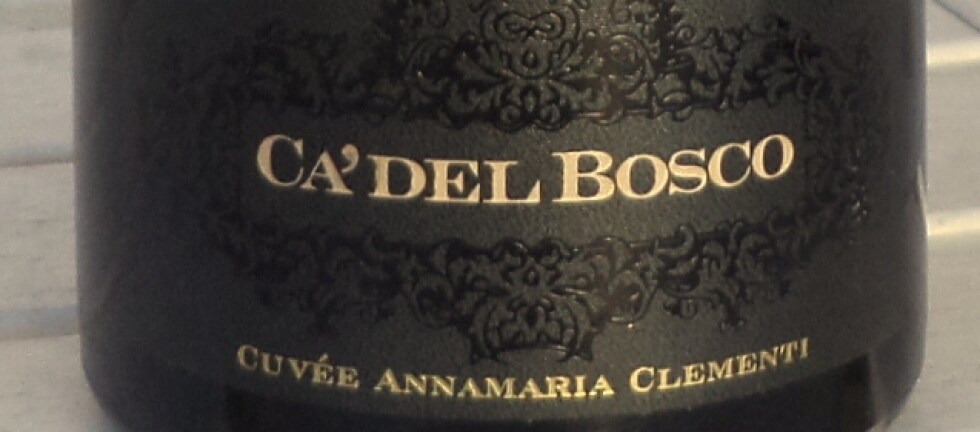 CA'DEL BOSCO
CUVÉE ANNAMARIA CLEMENTI